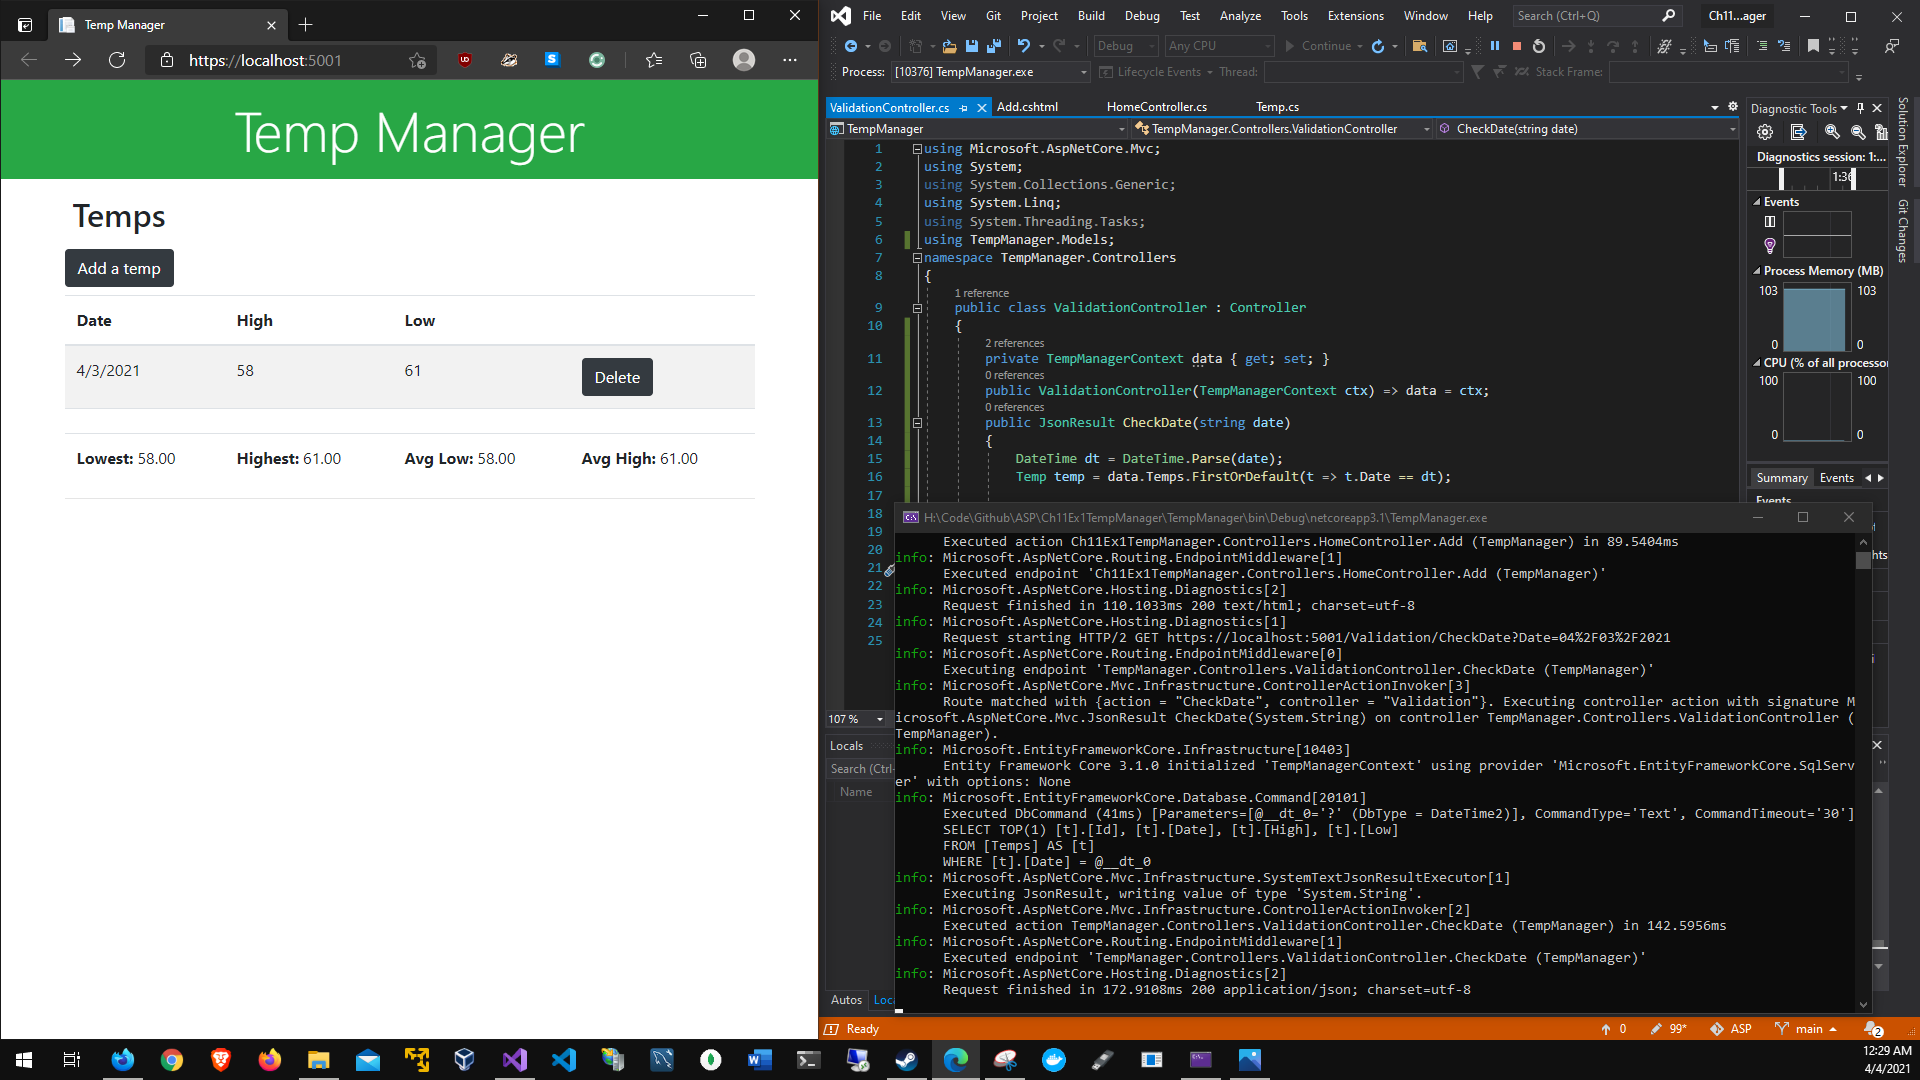 Temp Manager
https://localhost:5001
Temp Manager
Temps
Add a temp
Date High Low
4/3/2021 58 61 Delete
Lowest: 58.00 Highest: 61.00 Avg Low: 58.00 Avg High: 61.00
File Edit View Git Project Build Debug Test Analyze Tools Extensions Window Help Search (Ctrl+Q) Ch11...ager
Debug Any CPU Continue
Process: [10376] TempManager.exe Lifecycle Events Thread: Stack Frame:
ValidationController.cs Add.cshtml HomeController.cs Temp.cs
TempManager TempManager.Controllers.ValidationController CheckDate(string date)
1 using Microsoft.AspNetCore.Mvc;
2 using System;
3 using System.Collections.Generic;
4 using System.Linq;
5 using System.Threading.Tasks;
6 using TempManager.Models;
7 namespace TempManager.Controllers
8 {
1 reference
9 public class ValidationController : Controller
10 {
2 references
11 private TempManagerContext data { get; set; }
0 references
12 public ValidationController(TempManagerContext ctx) => data = ctx;
0 references
13 public JsonResult CheckDate(string date)
14 {
15 DateTime dt = DateTime.Parse(date);
16 Temp temp = data.Temps.FirstOrDefault(t => t.Date == dt);
17
18
19
20
21
22
23
24
25
107 %
Locals
Search (Ctrl-
Name
Autos Loca
Diagnostic Tools
Diagnostics session: 1:...
1:36
Events
Process Memory (MB)
103 103
0 0
CPU (% of all processor
100 100
0 0
Summary Events
Events
hts
Solution Explorer
Git Changes
H:\Code\Github\ASP\Ch11Ex1TempManager\TempManager\bin\Debug\netcoreapp3.1\TempManager.exe
Executed action Ch11Ex1TempManager.Controllers.HomeController.Add (TempManager) in 89.5404ms
info: Microsoft.AspNetCore.Routing.EndpointMiddleware[1]
Executed endpoint 'Ch11Ex1TempManager.Controllers.HomeController.Add (TempManager)'
info: Microsoft.AspNetCore.Hosting.Diagnostics[2]
Request finished in 110.1033ms 200 text/html; charset=utf-8
info: Microsoft.AspNetCore.Hosting.Diagnostics[1]
Request starting HTTP/2 GET https://localhost:5001/Validation/CheckDate?Date=04%2F03%2F2021
info: Microsoft.AspNetCore.Routing.EndpointMiddleware[0]
Executing endpoint 'TempManager.Controllers.ValidationController.CheckDate (TempManager)'
info: Microsoft.AspNetCore.Mvc.Infrastructure.ControllerActionInvoker[3]
Route matched with {action = "CheckDate", controller = "Validation"}. Executing controller action with signature M
icrosoft.AspNetCore.Mvc.JsonResult CheckDate(System.String) on controller TempManager.Controllers.ValidationController (
TempManager).
info: Microsoft.EntityFrameworkCore.Infrastructure[10403]
Entity Framework Core 3.1.0 initialized 'TempManagerContext' using provider 'Microsoft.EntityFrameworkCore.SqlServ
er' with options: None
info: Microsoft.EntityFrameworkCore.Database.Command[20101]
Executed DbCommand (41ms) [Parameters=[@__dt_0='?' (DbType = DateTime2)], CommandType='Text', CommandTimeout='30']
SELECT TOP(1) [t].[Id], [t].[Date], [t].[High], [t].[Low]
FROM [Temps] AS [t]
WHERE [t].[Date] = @__dt_0
info: Microsoft.AspNetCore.Mvc.Infrastructure.SystemTextJsonResultExecutor[1]
Executing JsonResult, writing value of type 'System.String'.
info: Microsoft.AspNetCore.Mvc.Infrastructure.ControllerActionInvoker[2]
Executed action TempManager.Controllers.ValidationController.CheckDate (TempManager) in 142.5956ms
info: Microsoft.AspNetCore.Routing.EndpointMiddleware[1]
Executed endpoint 'TempManager.Controllers.ValidationController.CheckDate (TempManager)'
info: Microsoft.AspNetCore.Hosting.Diagnostics[2]
Request finished in 172.9108ms 200 application/json; charset=utf-8
Ready 0 99* ASP main 2
12:29 AM
4/4/2021